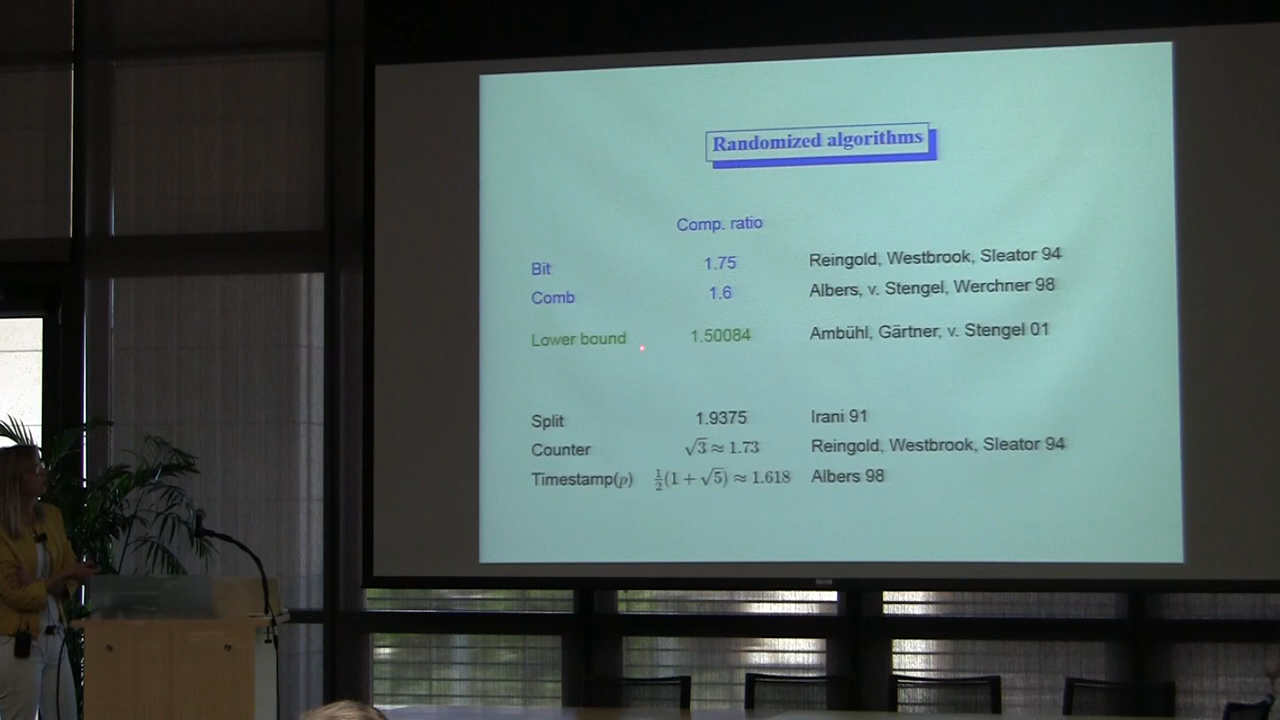 Randomized algorithms
Comp. ratio
Bit 1.75 Reingold, Westbrook, Sleator 94
Comb 1.6 Albers, v. Stengel, Werchner 98
Lower bound 1.50084 Ambühl, Gärtner, v. Stengel 01
Split 1.9375 Irani 91
Counter √3 ≈ 1.73 Reingold, Westbrook, Sleator 94
Timestamp(p) ½(1 + √5) ≈ 1.618 Albers 98